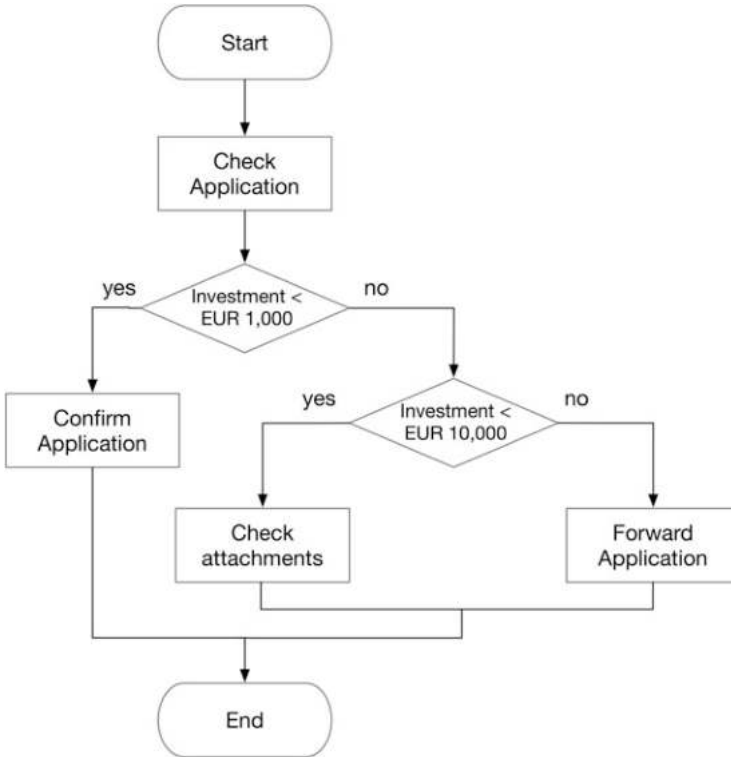 Start
Check
Application
yes
no
Investment <
EUR 1,000
Confirm
Application
yes
no
Investment <
EUR 10,000
Check
attachments
Forward
Application
End